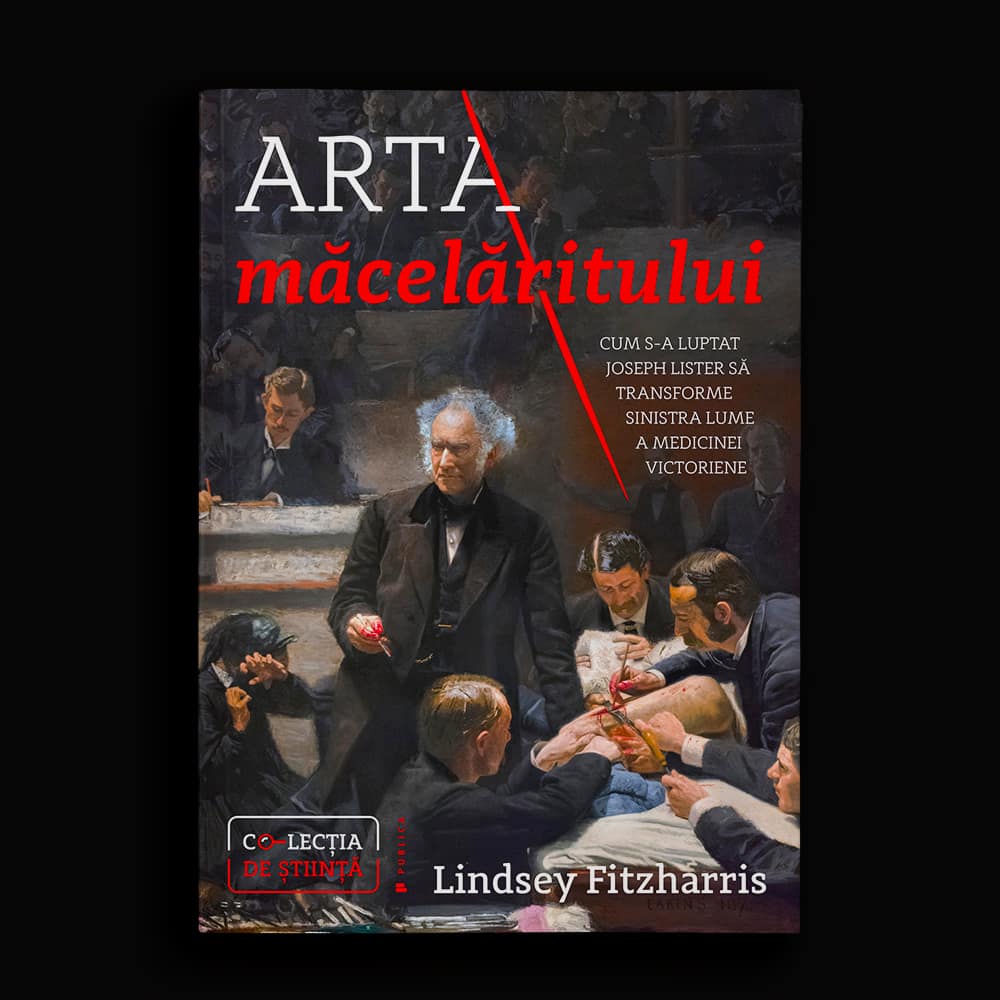 ARTA
măcelăritului
CUM S-A LUPTAT
JOSEPH LISTER SĂ
TRANSFORME
SINISTRA LUME
A MEDICINEI
VICTORIENE
CO-LECȚIA
DE ȘTIINȚĂ
PUBLICA
Lindsey Fitzharris